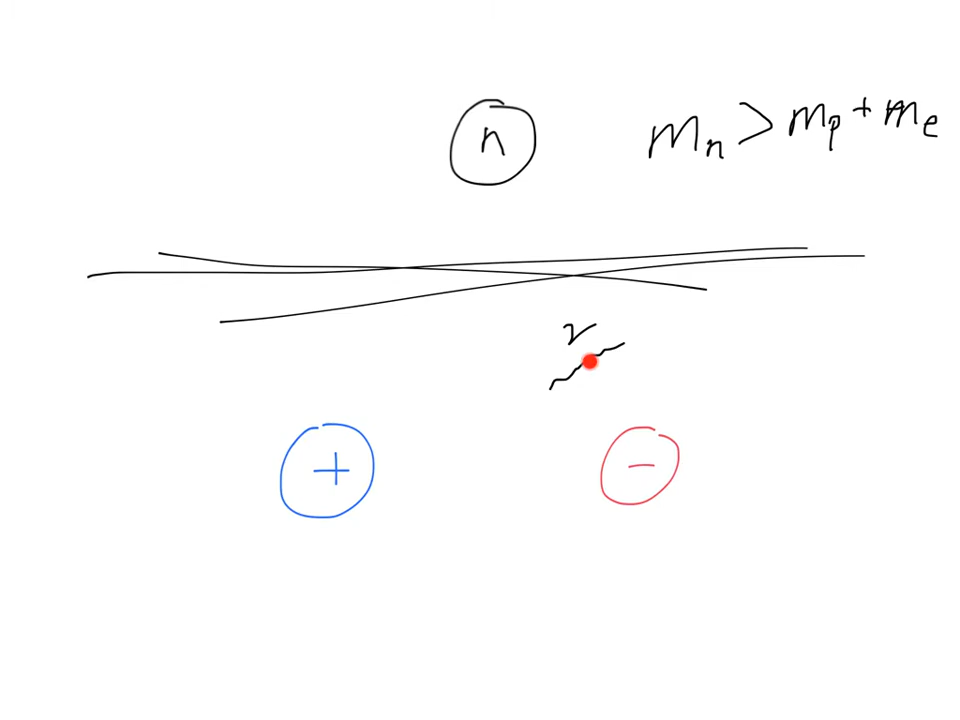 n
mₙ > mₚ + mₑ
+
−